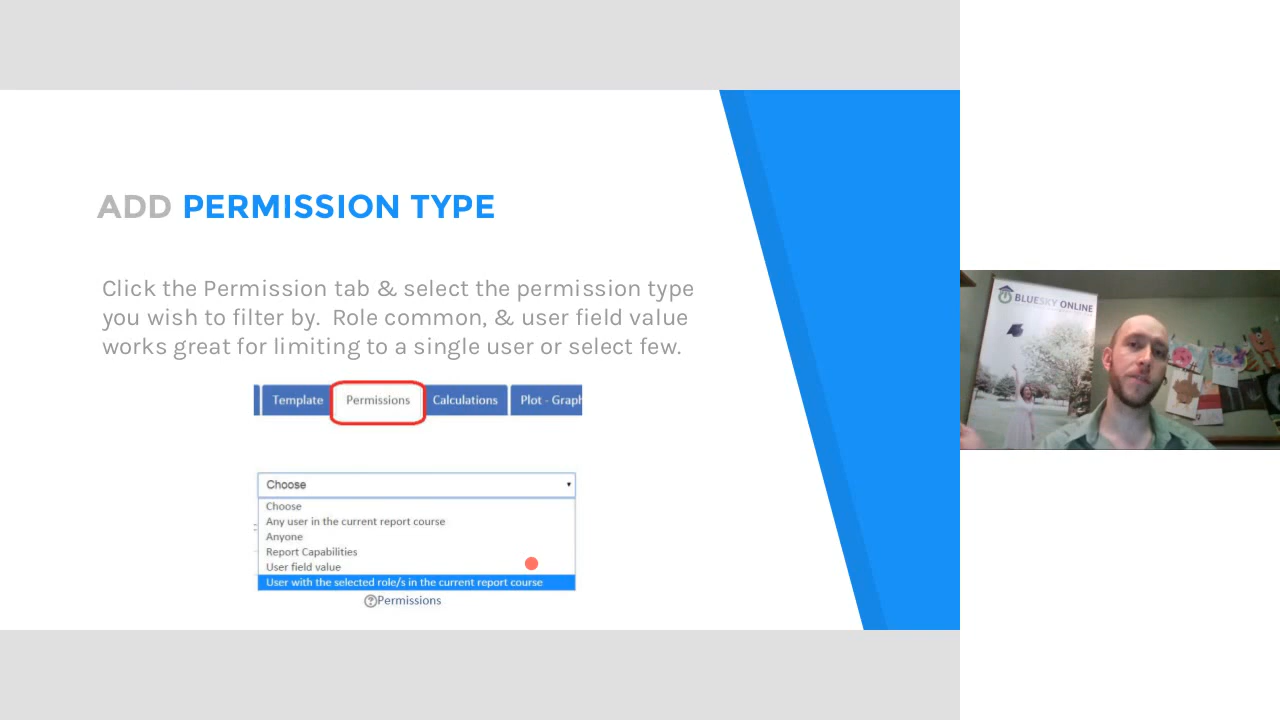 ADD PERMISSION TYPE
Click the Permission tab & select the permission type
you wish to filter by.  Role common, & user field value
works great for limiting to a single user or select few.
Template Permissions Calculations Plot - Graph
Choose
Choose
Any user in the current report course
Anyone
Report Capabilities
User field value
User with the selected role/s in the current report course
Permissions
BLUESKY ONLINE